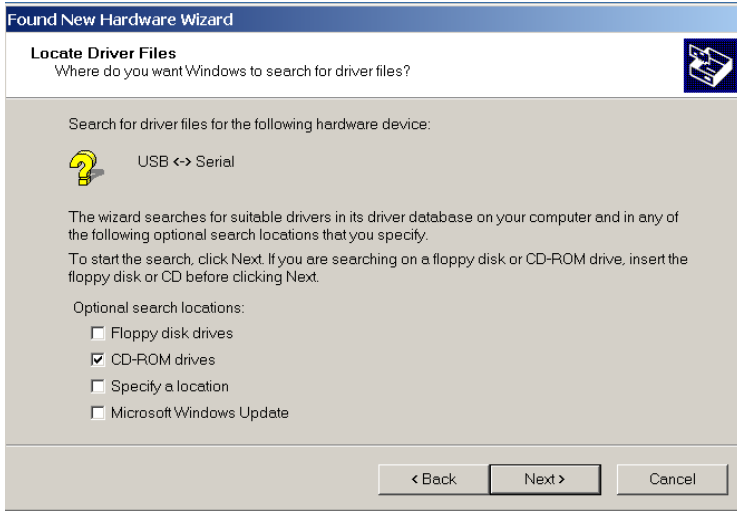 Found New Hardware Wizard
Locate Driver Files
Where do you want Windows to search for driver files?
Search for driver files for the following hardware device:
USB <-> Serial
The wizard searches for suitable drivers in its driver database on your computer and in any of
the following optional search locations that you specify.
To start the search, click Next. If you are searching on a floppy disk or CD-ROM drive, insert the
floppy disk or CD before clicking Next.
Optional search locations:
Floppy disk drives
CD-ROM drives
Specify a location
Microsoft Windows Update
< Back Next > Cancel